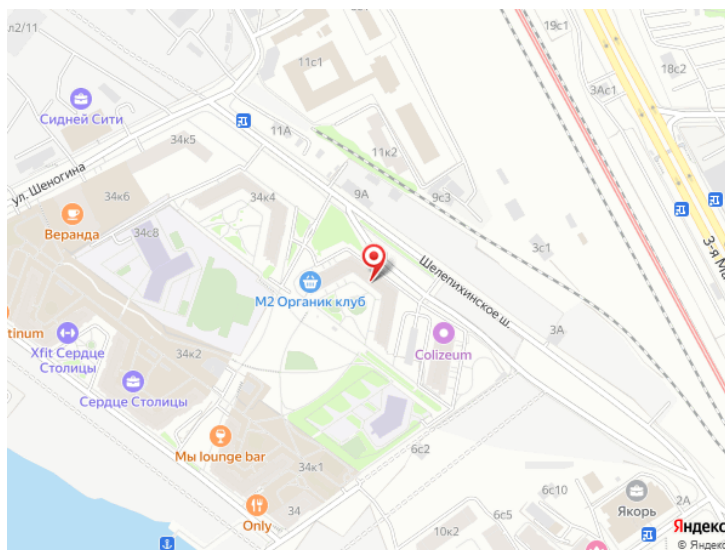 л2/11
11с1
19с1
18с2
3Ас1
Сидней Сити
34к5
11А
11к2
ул. Шеногина
34к6
34к4
9А
9с3
Веранда
34с8
3с1
3-я Ма
Шелепихинское ш.
М2 Органик клуб
tinum
Xfit Сердце
Столицы
34к2
Colizeum
3А
Сердце Столицы
Мы lounge bar
34к1
6с2
34
Only
6с5
6с10
10к2
Якорь
2А
Яндекс
© Яндекс